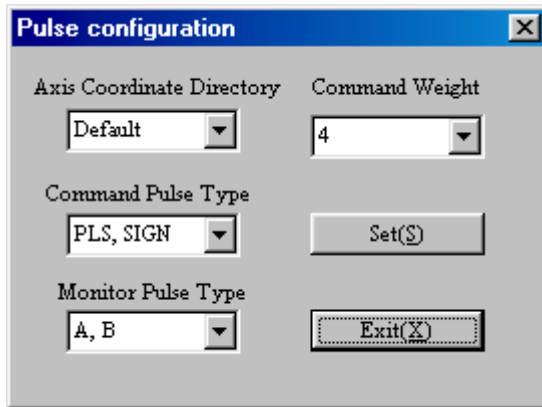 Pulse configuration
Axis Coordinate Directory
Command Weight
Default
4
Command Pulse Type
PLS, SIGN
Set(S)
Monitor Pulse Type
A, B
Exit(X)